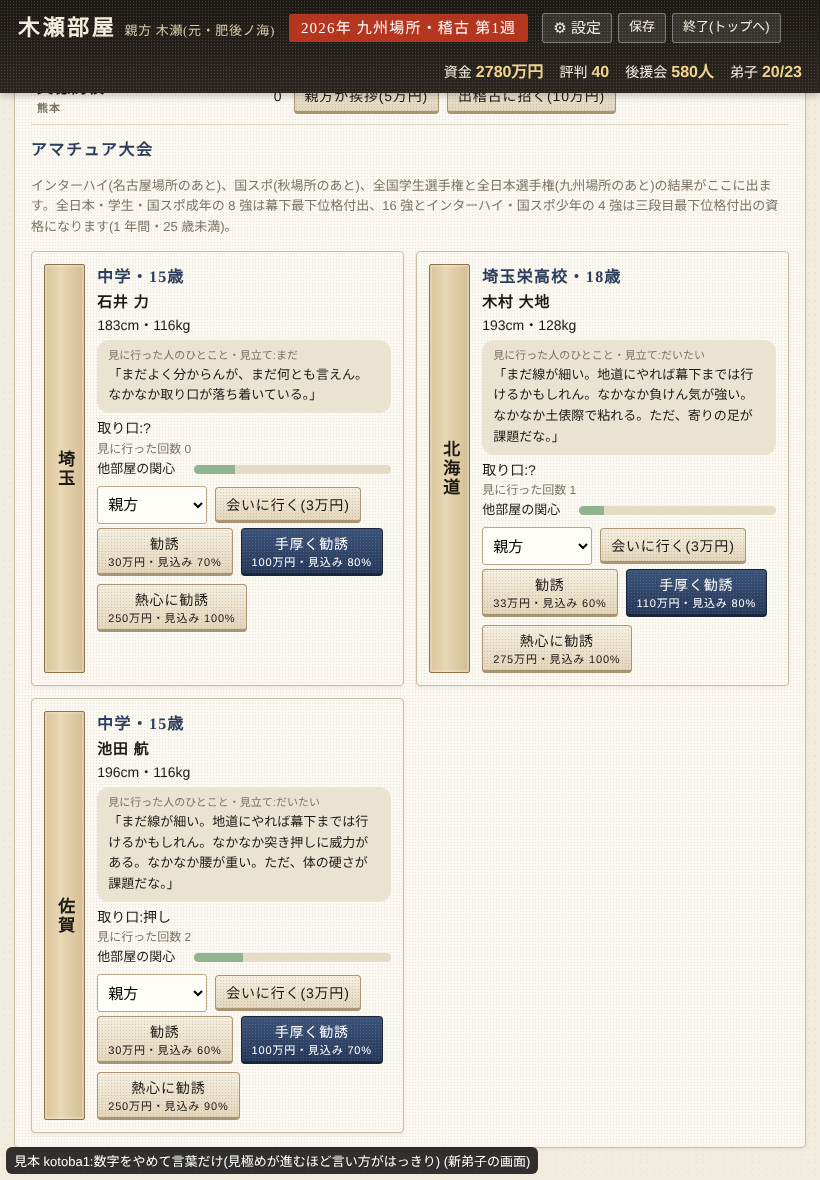 木瀬部屋 親方 木瀬(元・肥後ノ海) 2026年 九州場所・稽古 第1週 ⚙ 設定 保存 終了(トップへ)
資金 2780万円 評判 40 後援会 580人 弟子 20/23
0 親方が挨拶(5万円) 出稽古に招く(10万円)
熊本
アマチュア大会
インターハイ(名古屋場所のあと)、国スポ(秋場所のあと)、全国学生選手権と全日本選手権(九州場所のあと)の結果がここに出ま
す。全日本・学生・国スポ成年の 8 強は幕下最下位格付出、16 強とインターハイ・国スポ少年の 4 強は三段目最下位格付出の資
格になります(1 年間・25 歳未満)。
埼玉
中学・15歳
石井 力
183cm・116kg
見に行った人のひとこと・見立て:まだ
「まだよく分からんが、まだ何とも言えん。
なかなか取り口が落ち着いている。」
取り口:?
見に行った回数 0
他部屋の関心
親方 会いに行く(3万円)
勧誘 手厚く勧誘
30万円・見込み 70% 100万円・見込み 80%
熱心に勧誘
250万円・見込み 100%
北海道
埼玉栄高校・18歳
木村 大地
193cm・128kg
見に行った人のひとこと・見立て:だいたい
「まだ線が細い。地道にやれば幕下までは行
けるかもしれん。なかなか負けん気が強い。
なかなか土俵際で粘れる。ただ、寄りの足が
課題だな。」
取り口:?
見に行った回数 1
他部屋の関心
親方 会いに行く(3万円)
勧誘 手厚く勧誘
33万円・見込み 60% 110万円・見込み 80%
熱心に勧誘
275万円・見込み 100%
佐賀
中学・15歳
池田 航
196cm・116kg
見に行った人のひとこと・見立て:だいたい
「まだ線が細い。地道にやれば幕下までは行
けるかもしれん。なかなか突き押しに威力が
ある。なかなか腰が重い。ただ、体の硬さが
課題だな。」
取り口:押し
見に行った回数 2
他部屋の関心
親方 会いに行く(3万円)
勧誘 手厚く勧誘
30万円・見込み 60% 100万円・見込み 70%
熱心に勧誘
250万円・見込み 90%
見本 kotoba1:数字をやめて言葉だけ(見極めが進むほど言い方がはっきり) (新弟子の画面)